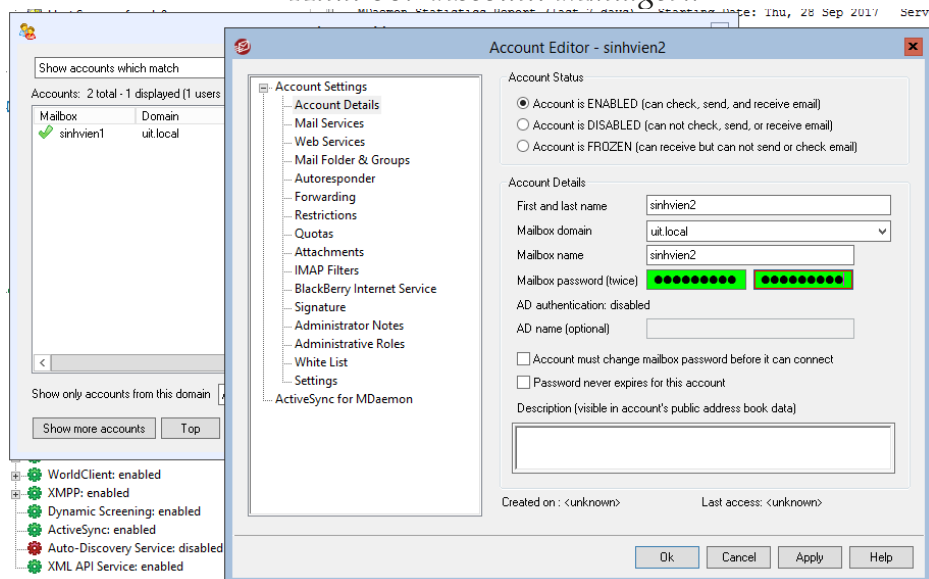 MDaemon Statistics Report (last 7 days) Starting Date: Thu, 28 Sep 2017 Serv
Show accounts which match
Accounts: 2 total - 1 displayed (1 users
Mailbox Domain
sinhvien1 uit.local
Show only accounts from this domain
Show more accounts Top
WorldClient: enabled
XMPP: enabled
Dynamic Screening: enabled
ActiveSync: enabled
Auto-Discovery Service: disabled
XML API Service: enabled
Account Editor - sinhvien2
Account Settings
Account Details
Mail Services
Web Services
Mail Folder & Groups
Autoresponder
Forwarding
Restrictions
Quotas
Attachments
IMAP Filters
BlackBerry Internet Service
Signature
Administrator Notes
Administrative Roles
White List
Settings
ActiveSync for MDaemon
Account Status
Account is ENABLED (can check, send, and receive email)
Account is DISABLED (can not check, send, or receive email)
Account is FROZEN (can receive but can not send or check email)
Account Details
First and last name sinhvien2
Mailbox domain uit.local
Mailbox name sinhvien2
Mailbox password (twice) ●●●●●●●●● ●●●●●●●●●
AD authentication: disabled
AD name (optional)
Account must change mailbox password before it can connect
Password never expires for this account
Description (visible in account's public address book data)
Created on : <unknown> Last access: <unknown>
Ok Cancel Apply Help